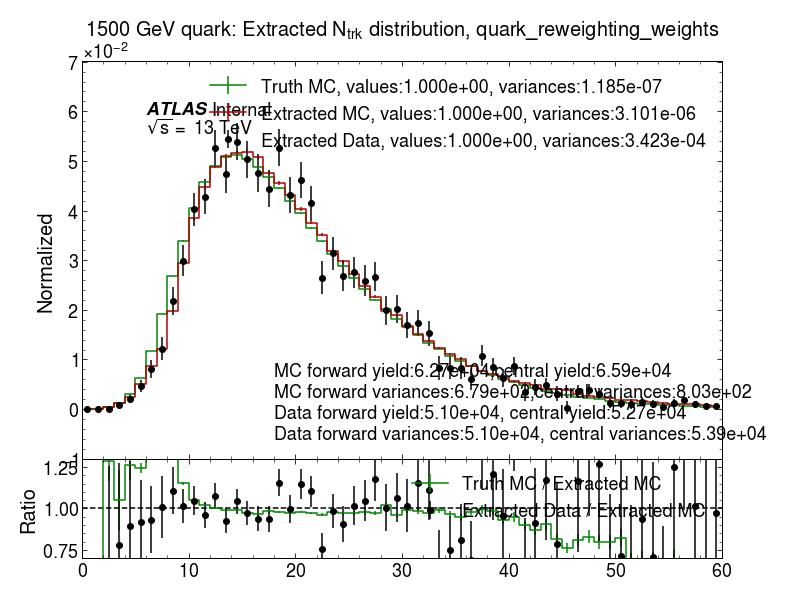 1500 GeV quark: Extracted Ntrk distribution, quark_reweighting_weights
×10−2
7
Truth MC, values:1.000e+00, variances:1.185e-07
ATLAS Internal
6
Extracted MC, values:1.000e+00, variances:3.101e-06
√s = 13 TeV
Extracted Data, values:1.000e+00, variances:3.423e-04
5
4
Normalized
3
2
1
MC forward yield:6.27e+04, central yield:6.59e+04
MC forward variances:6.79e+02, central variances:8.03e+02
0
Data forward yield:5.10e+04, central yield:5.27e+04
Data forward variances:5.10e+04, central variances:5.39e+04
1
1.25
Truth MC / Extracted MC
Ratio
1.00
Extracted Data / Extracted MC
0.75
0 10 20 30 40 50 60